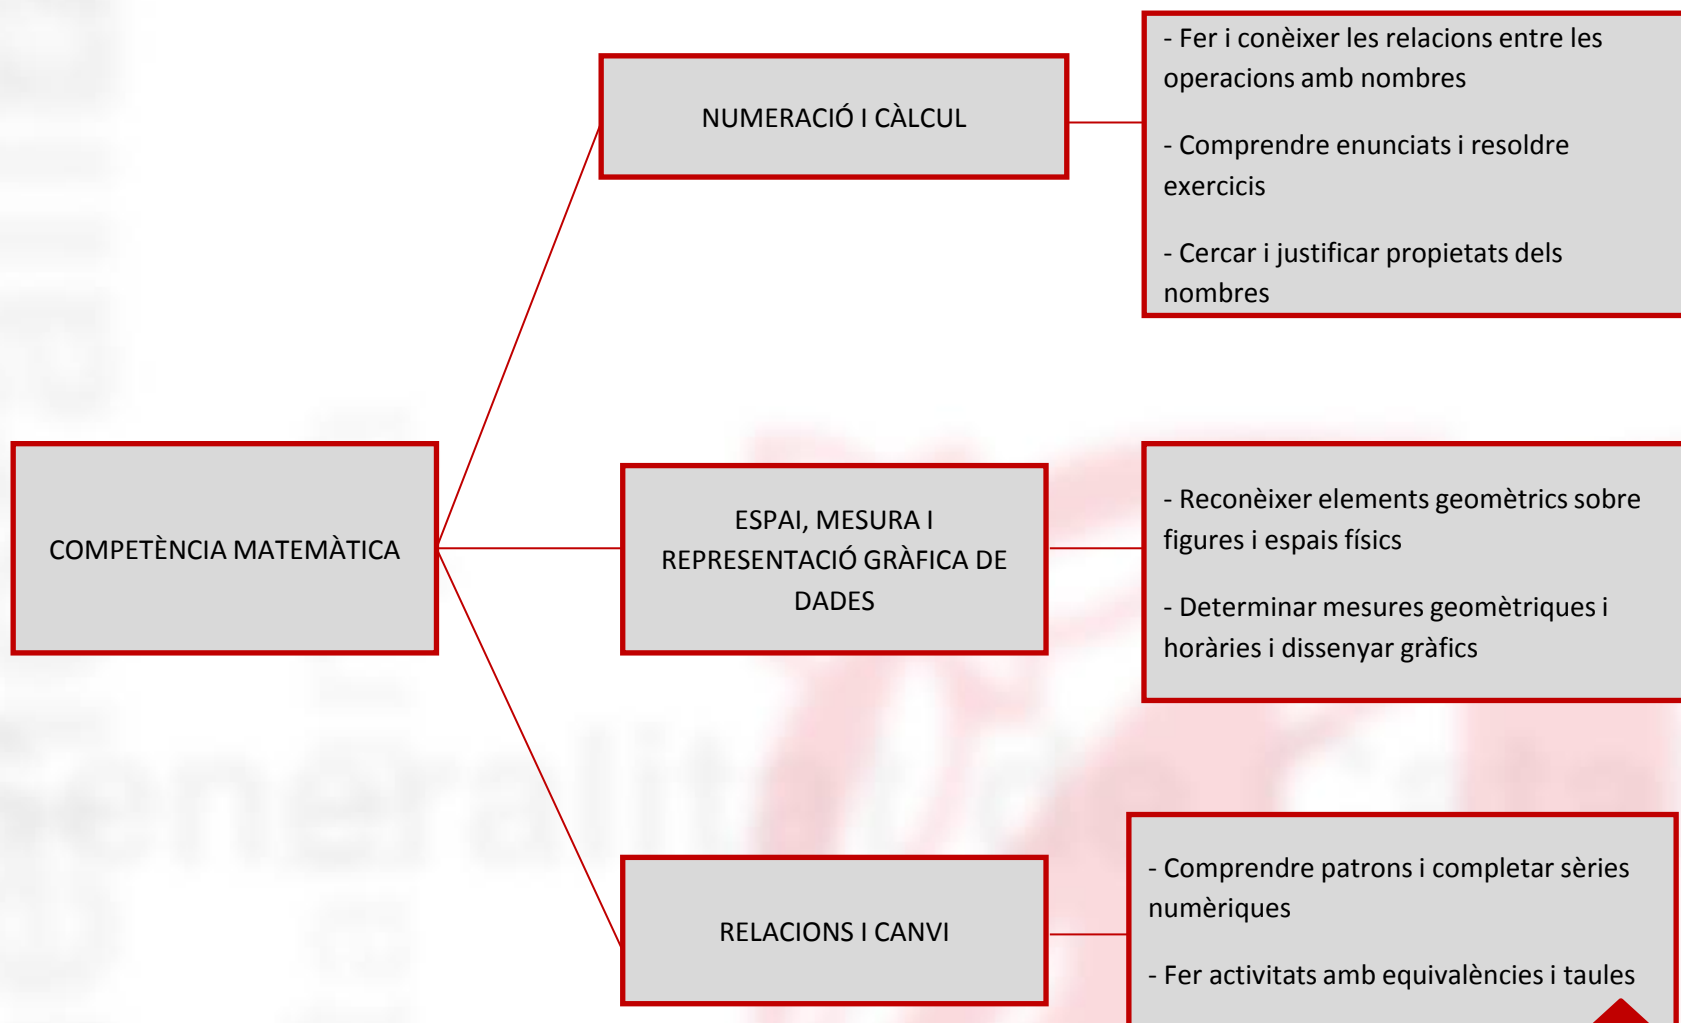 COMPETÈNCIA MATEMÀTICA
NUMERACIÓ I CÀLCUL
- Fer i conèixer les relacions entre les
operacions amb nombres
- Comprendre enunciats i resoldre
exercicis
- Cercar i justificar propietats dels
nombres
ESPAI, MESURA I
REPRESENTACIÓ GRÀFICA DE
DADES
- Reconèixer elements geomètrics sobre
figures i espais físics
- Determinar mesures geomètriques i
horàries i dissenyar gràfics
RELACIONS I CANVI
- Comprendre patrons i completar sèries
numèriques
- Fer activitats amb equivalències i taules